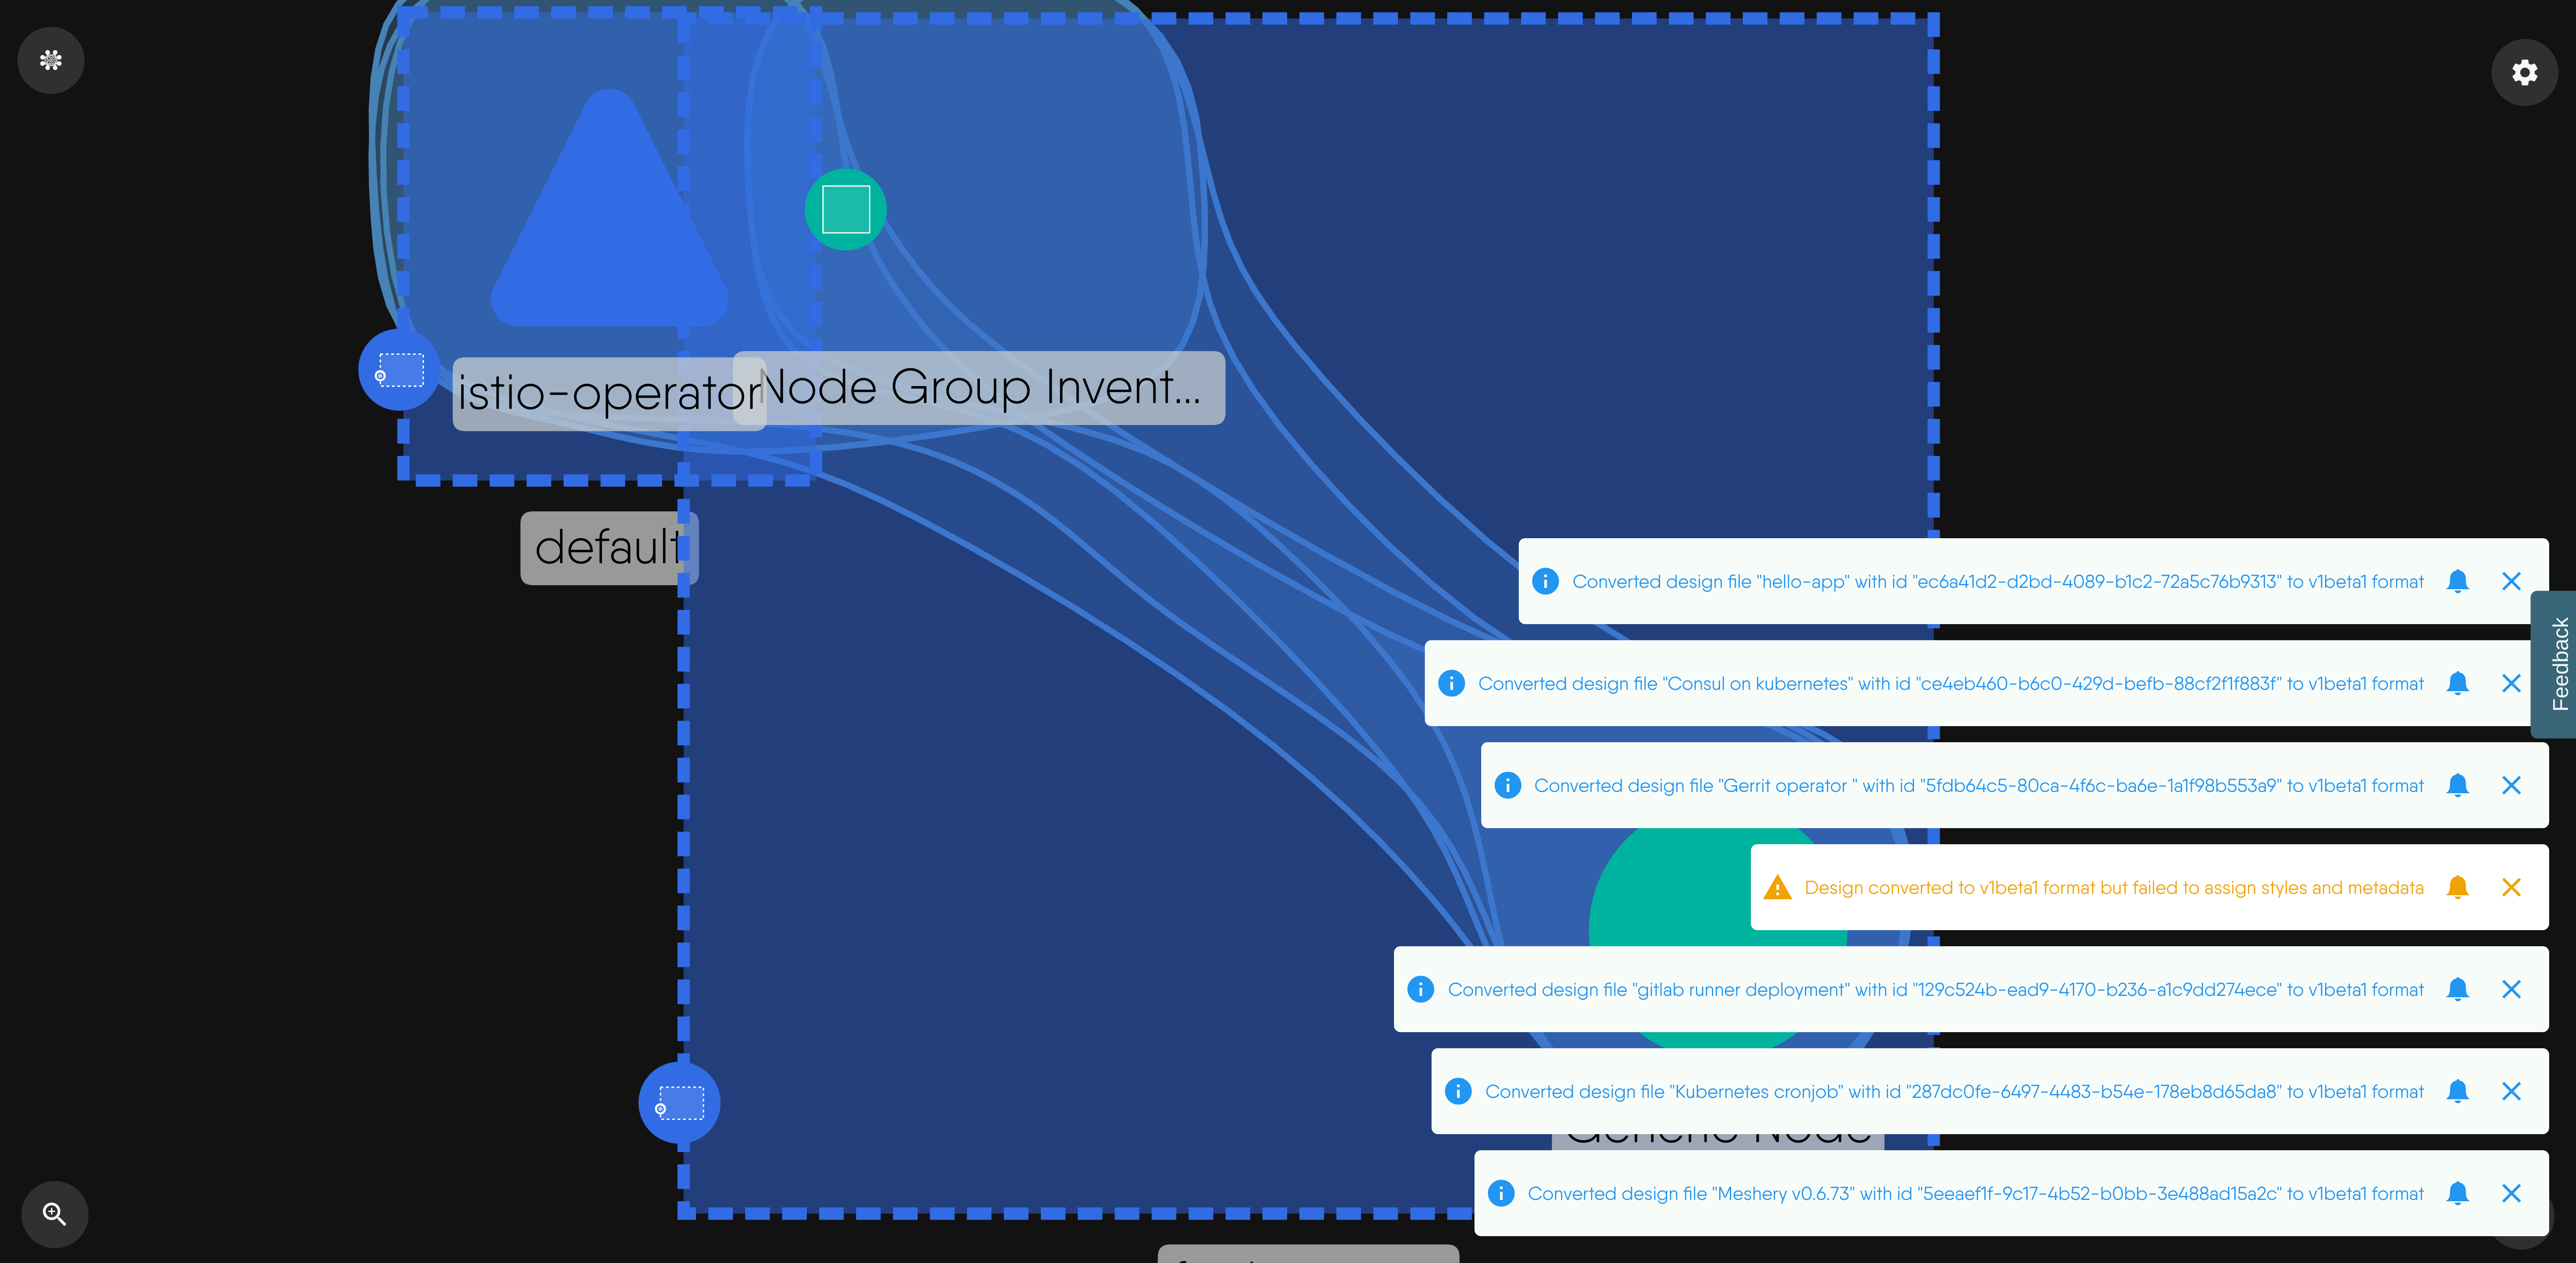 istio-operator
Node Group Invent...
default
Converted design file "hello-app" with id "ec6a41d2-d2bd-4089-b1c2-72a5c76b9313" to v1beta1 format
Feedback
Converted design file "Consul on kubernetes" with id "ce4eb460-b6c0-429d-befb-88cf2f1f883f" to v1beta1 format
Converted design file "Gerrit operator " with id "5fdb64c5-80ca-4f6c-ba6e-1a1f98b553a9" to v1beta1 format
Design converted to v1beta1 format but failed to assign styles and metadata
Converted design file "gitlab runner deployment" with id "129c524b-ead9-4170-b236-a1c9dd274ece" to v1beta1 format
Converted design file "Kubernetes cronjob" with id "287dc0fe-6497-4483-b54e-178eb8d65da8" to v1beta1 format
Generic Node
Converted design file "Meshery v0.6.73" with id "5eeaef1f-9c17-4b52-b0bb-3e488ad15a2c" to v1beta1 format